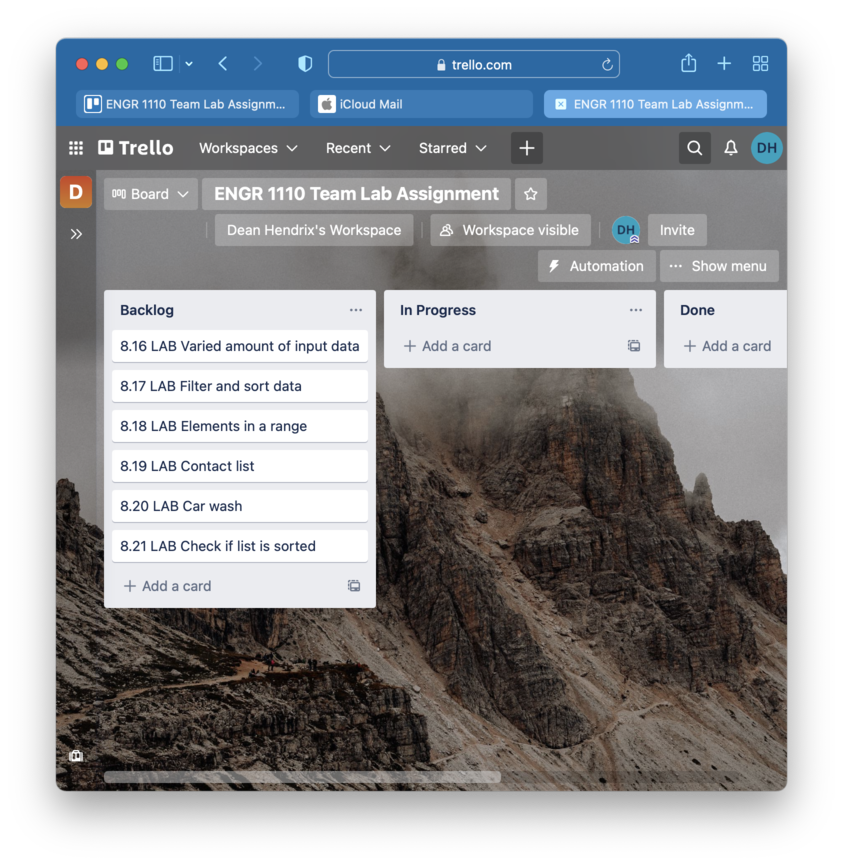 trello.com
ENGR 1110 Team Lab Assignm...
iCloud Mail
ENGR 1110 Team Lab Assignm...
Trello
Workspaces
Recent
Starred
DH
D
Board
ENGR 1110 Team Lab Assignment
Dean Hendrix's Workspace
Workspace visible
DH
Invite
Automation
Show menu
Backlog
8.16 LAB Varied amount of input data
8.17 LAB Filter and sort data
8.18 LAB Elements in a range
8.19 LAB Contact list
8.20 LAB Car wash
8.21 LAB Check if list is sorted
+ Add a card
In Progress
+ Add a card
Done
+ Add a card